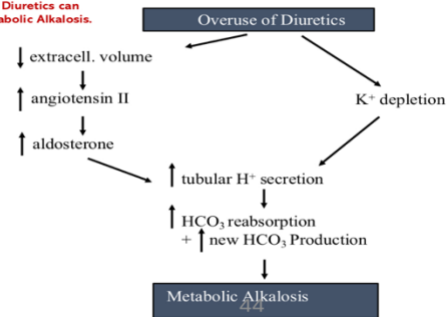 Diuretics can
abolic Alkalosis.
Overuse of Diuretics
↓ extracell. volume
↑ angiotensin II
K⁺ depletion
↑ aldosterone
↑ tubular H⁺ secretion
↑ HCO₃ reabsorption
+ ↑ new HCO₃ Production
Metabolic Alkalosis
44